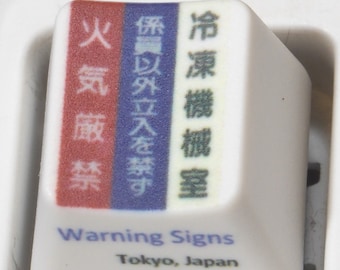 冷凍機械室
係員以外立入を禁ず
火気厳禁
Warning Signs
Tokyo, Japan